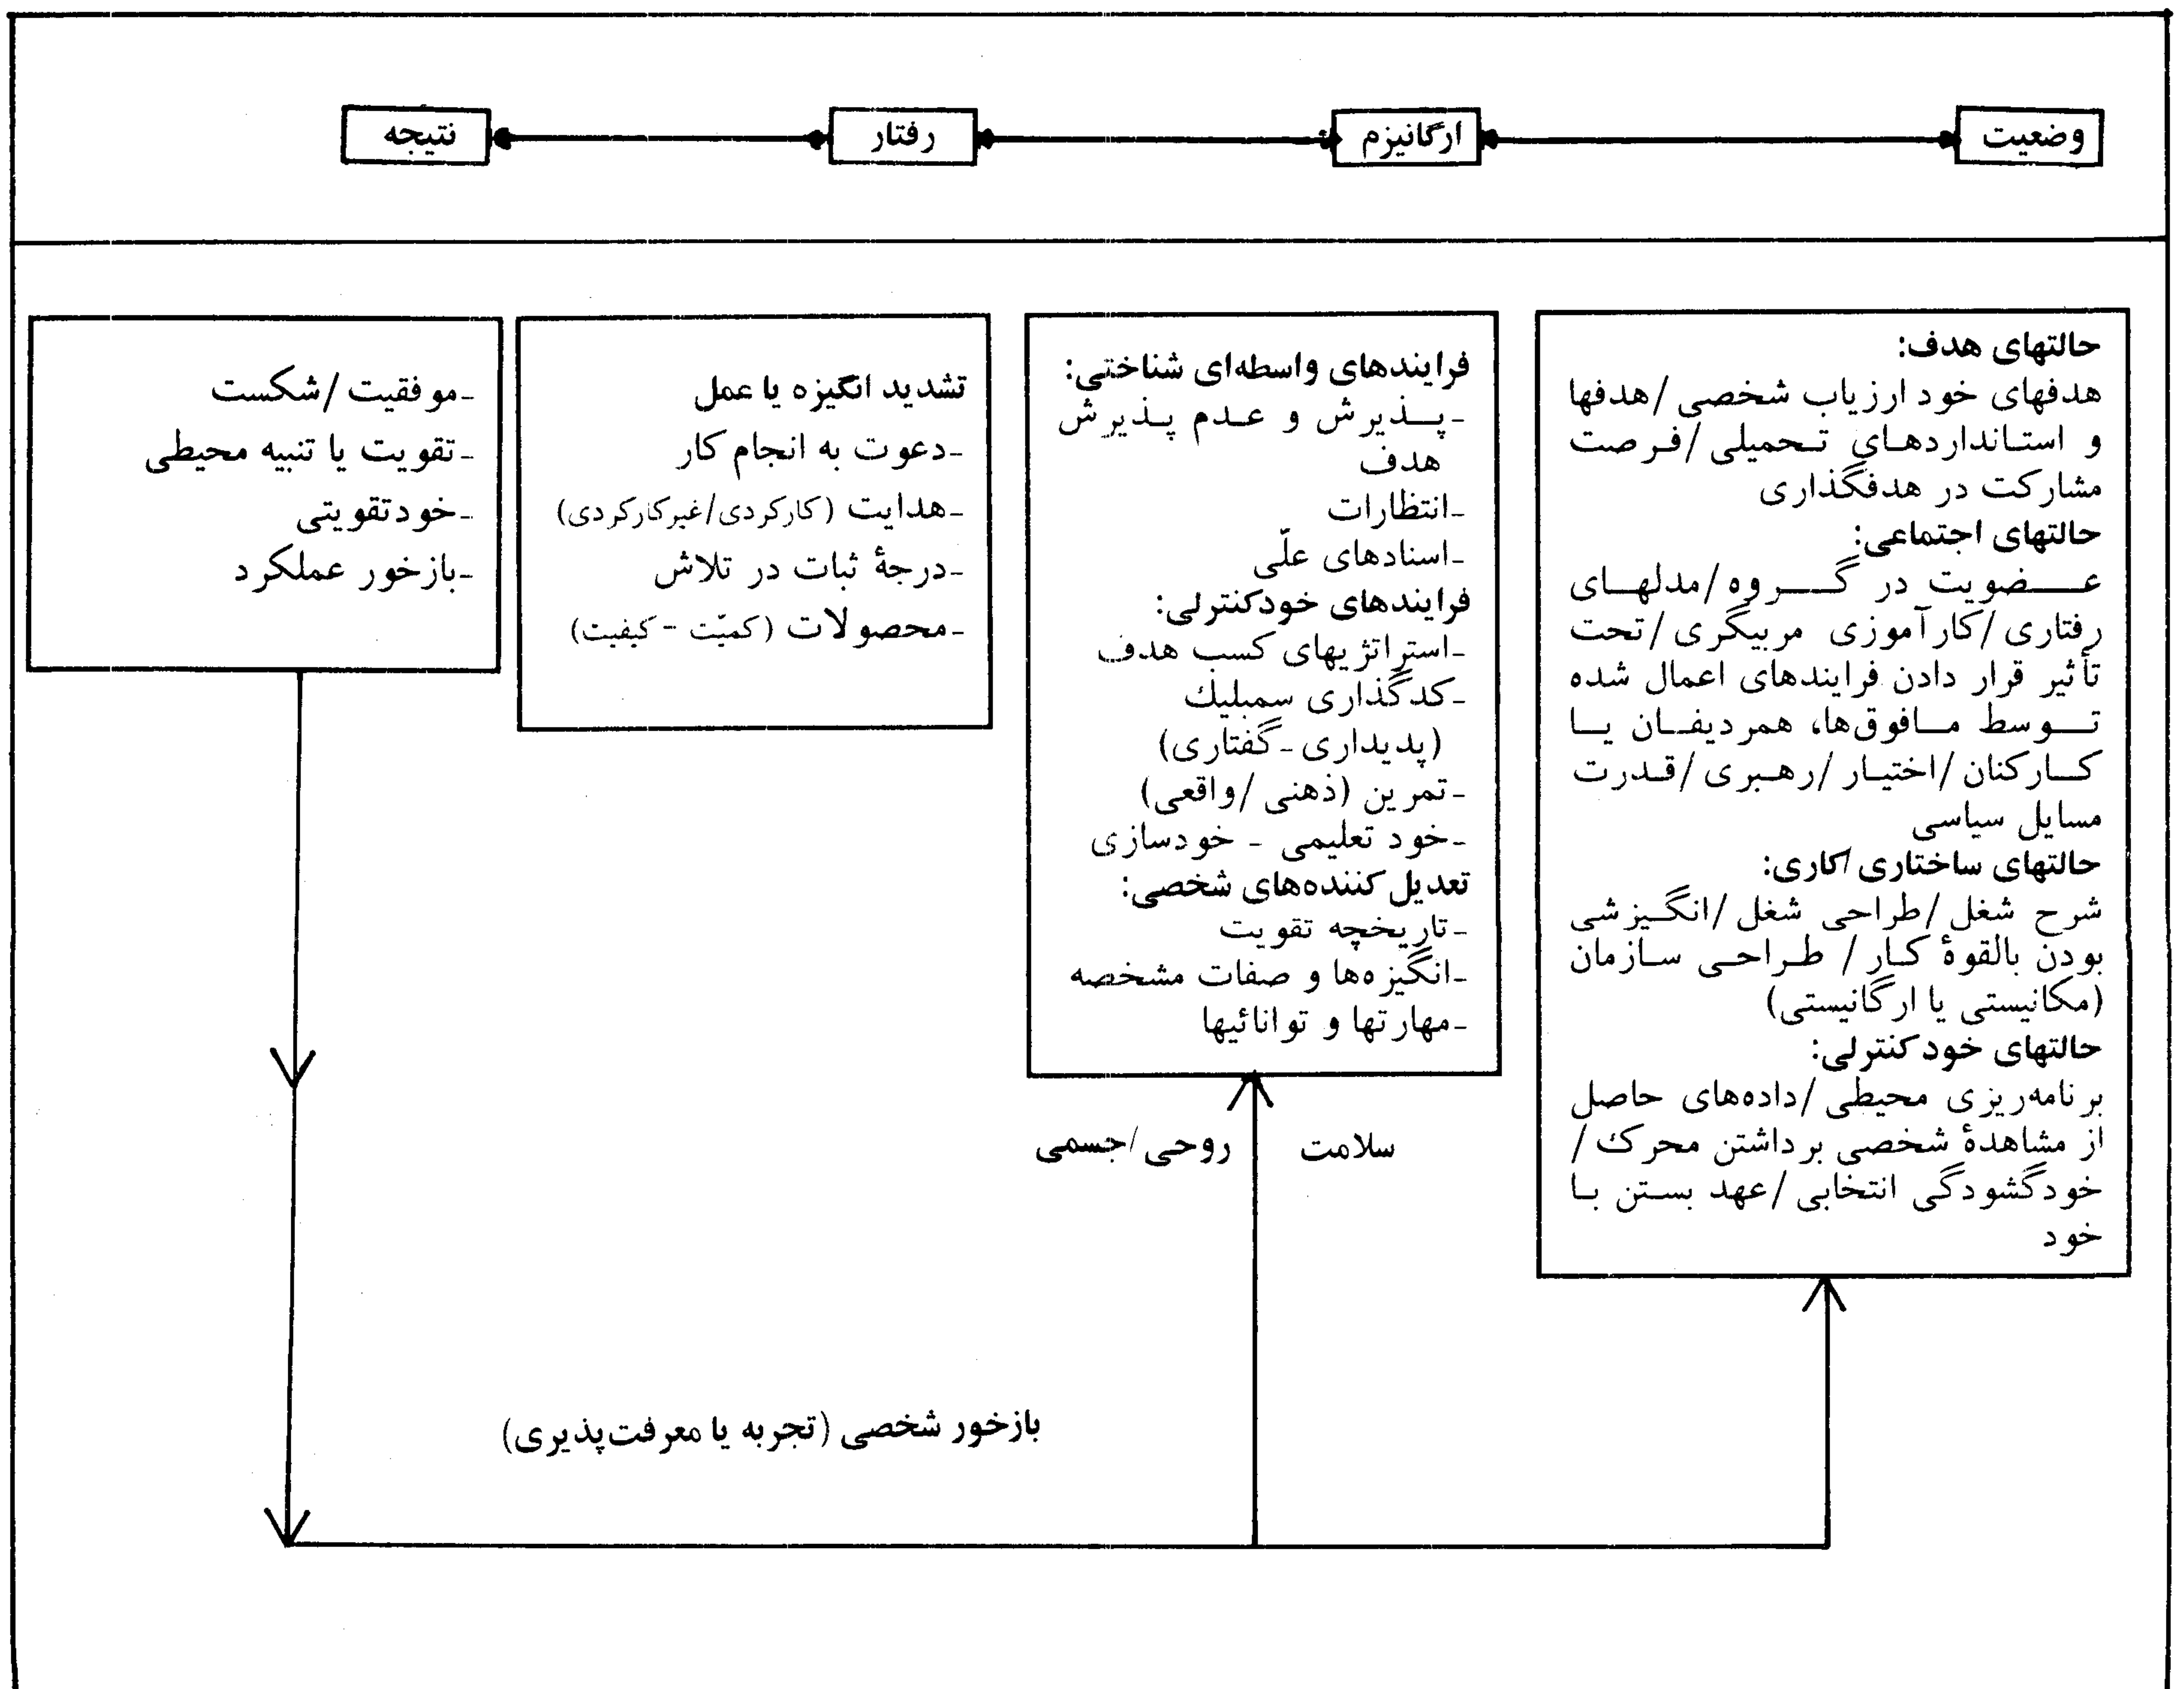 وضعیت
ارگانیزم
رفتار
نتیجه
حالتهای هدف:
هدفهای خود ارزیاب شخصی/هدفها
و استانداردهای تحمیلی/فرصت
مشارکت در هدفگذاری
حالتهای اجتماعی:
عضویت در گروه/مدلهای
رفتاری/کارآموزی مربیگری/تحت
تأثیر قرار دادن فرایندهای اعمال شده
توسط مافوق‌ها، همردیفان یا
کارکنان/اختیار/رهبری/قدرت
مسایل سیاسی
حالتهای ساختاری/کاری:
شرح شغل/طراحی شغل/انگیزشی
بودن بالقوهٔ کار/ طراحی سازمان
(مکانیستی یا ارگانیستی)
حالتهای خودکنترلی:
برنامه‌ریزی محیطی/داده‌های حاصل
از مشاهدهٔ شخصی برداشتن محرک/
خودگشودگی انتخابی/عهد بستن با
خود
فرایندهای واسطه‌ای شناختی:
-پذیرش و عدم پذیرش
هدف
-انتظارات
-اسنادهای علّی
فرایندهای خودکنترلی:
-استراتژیهای کسب هدف
-کدگذاری سمبلیك
(پدیداری-گفتاری)
-تمرین (ذهنی/واقعی)
-خود تعلیمی - خودسازی
تعدیل کننده‌های شخصی:
-تاریخچه تقویت
-انگیزه‌ها و صفات مشخصه
-مهارتها و توانائیها
تشدید انگیزه یا عمل
-دعوت به انجام کار
-هدایت (کارکردی/غیرکارکردی)
-درجهٔ ثبات در تلاش
-محصولات (کمیّت - کیفیت)
-موفقیت/شکست
-تقویت یا تنبیه محیطی
-خودتقویتی
-بازخور عملکرد
سلامت روحی/جسمی
بازخور شخصی (تجربه یا معرفت‌پذیری)